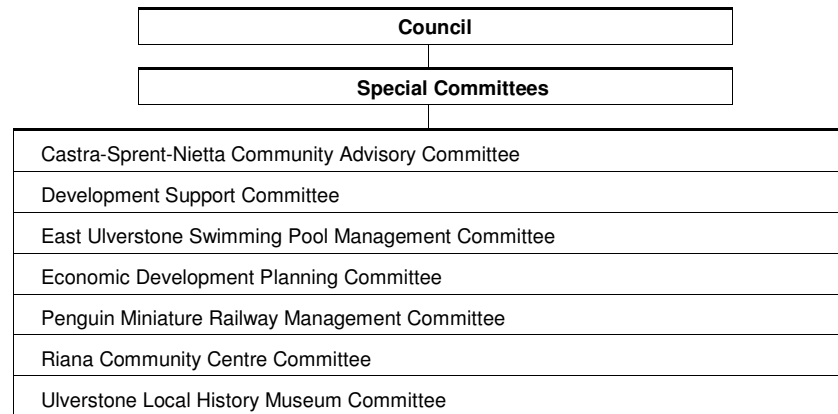 Council
Special Committees
Castra-Sprent-Nietta Community Advisory Committee
Development Support Committee
East Ulverstone Swimming Pool Management Committee
Economic Development Planning Committee
Penguin Miniature Railway Management Committee
Riana Community Centre Committee
Ulverstone Local History Museum Committee